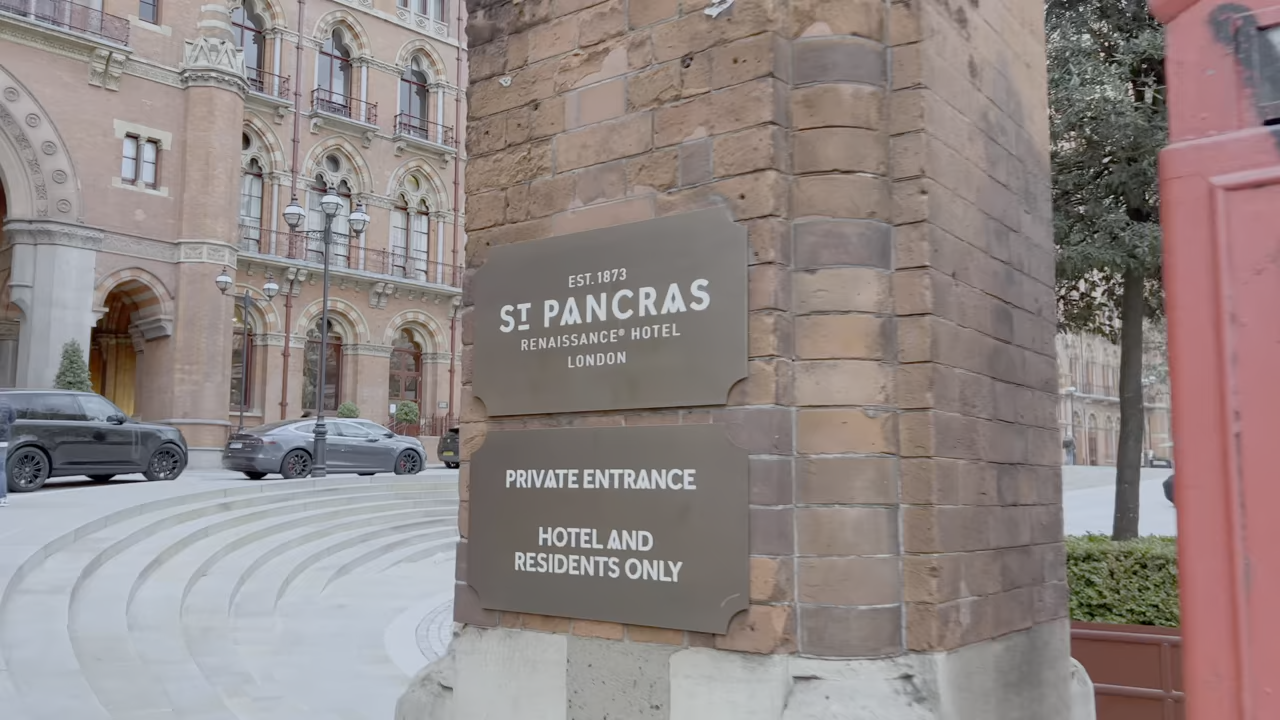 EST. 1873
ST PANCRAS
RENAISSANCE® HOTEL
LONDON
PRIVATE ENTRANCE
HOTEL AND
RESIDENTS ONLY